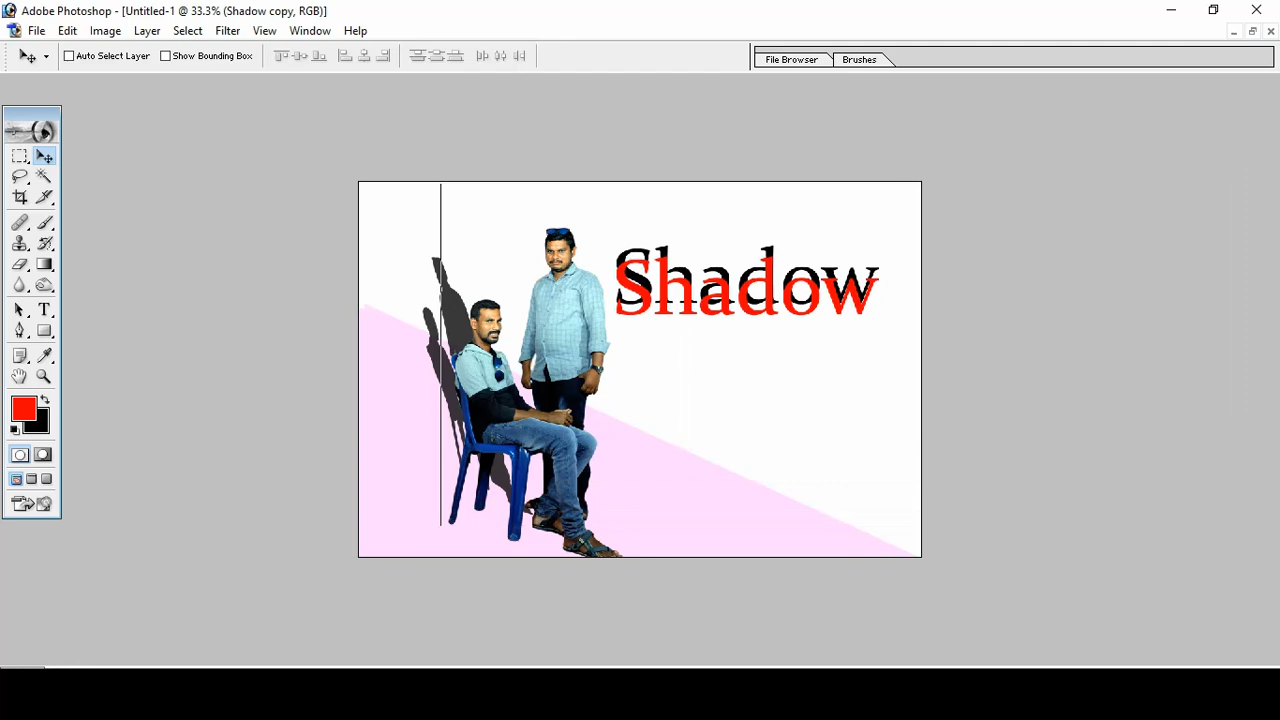 Adobe Photoshop - [Untitled-1 @ 33.3% (Shadow copy, RGB)]
File Edit Image Layer Select Filter View Window Help
Auto Select Layer Show Bounding Box File Browser Brushes
Shadow
Shadow